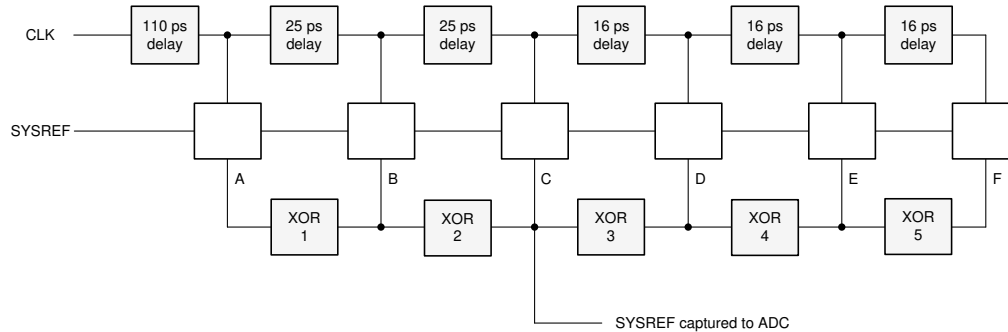 CLK
110 ps
delay
25 ps
delay
25 ps
delay
16 ps
delay
16 ps
delay
16 ps
delay
SYSREF
A
B
C
D
E
F
XOR
1
XOR
2
XOR
3
XOR
4
XOR
5
SYSREF captured to ADC